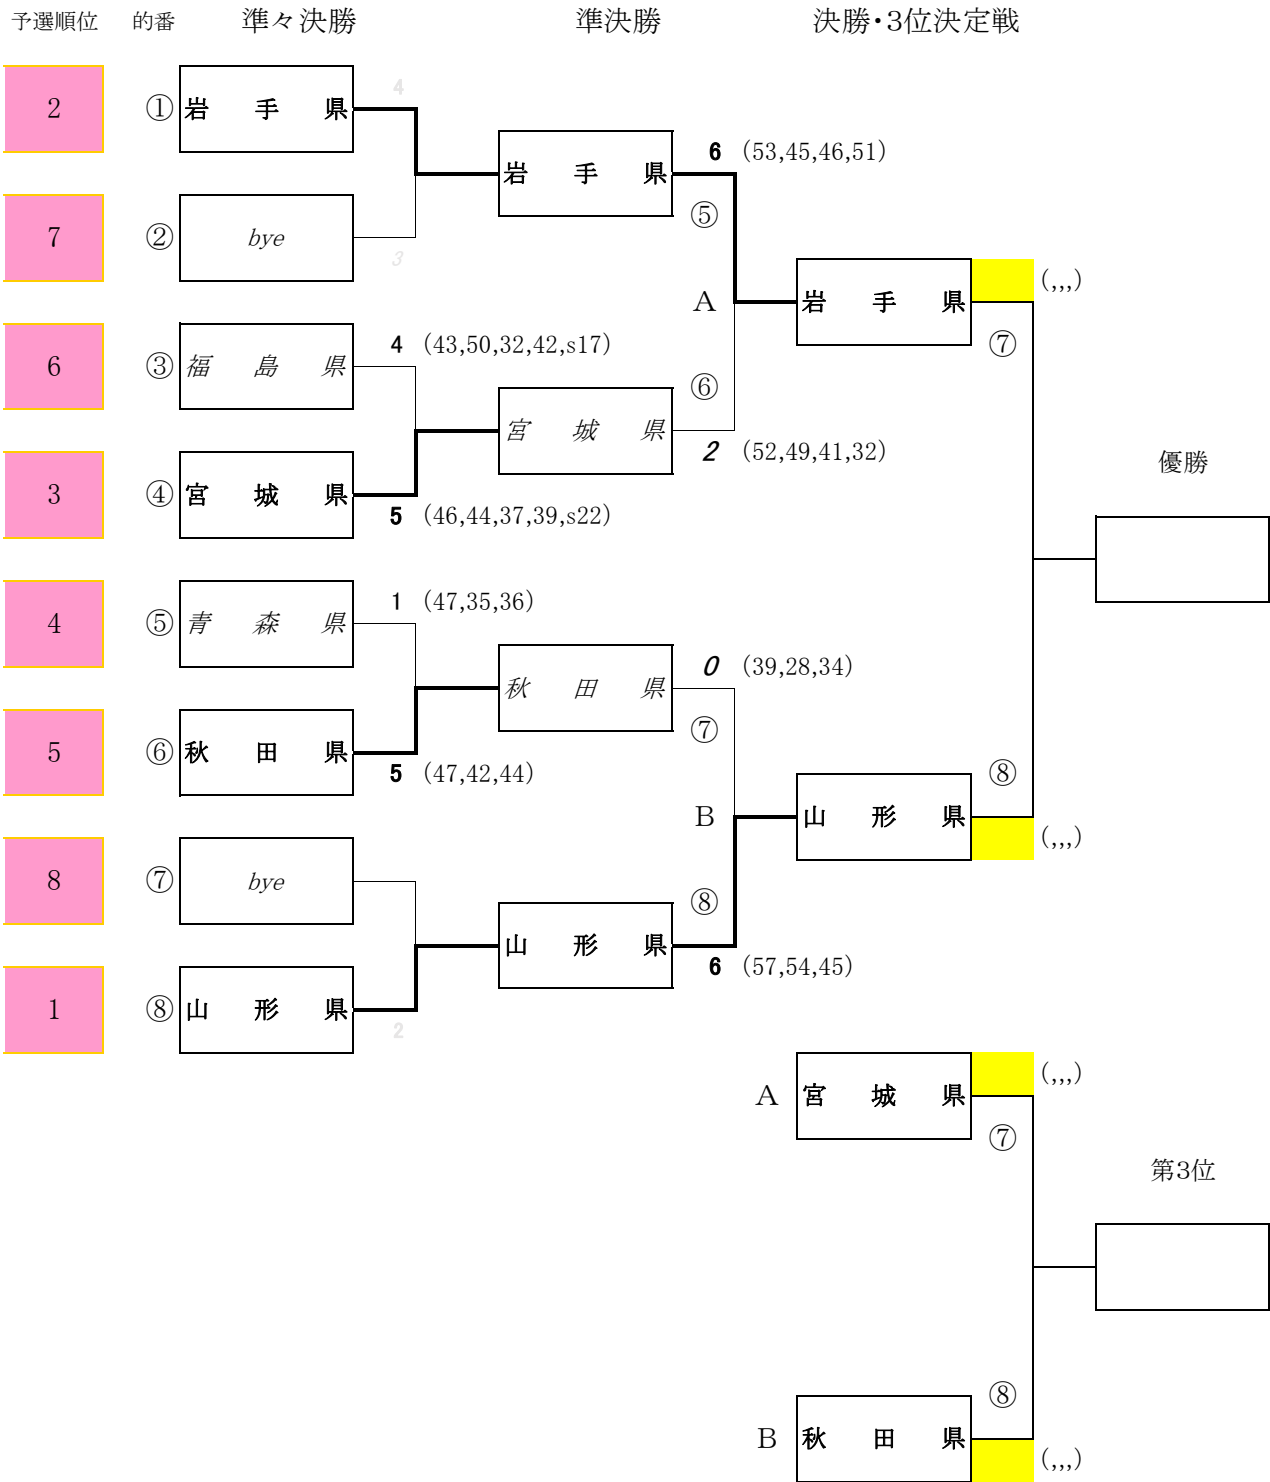 予選順位 的番 準々決勝 準決勝 決勝・3位決定戦
4
2 ① 岩 手 県
岩 手 県 6 (53,45,46,51)
⑤
7 ② bye
3
岩 手 県 (,,,)
A
⑦
4 (43,50,32,42,s17)
6 ③ 福 島 県
⑥
宮 城 県
2 (52,49,41,32)
優勝
3 ④ 宮 城 県
5 (46,44,37,39,s22)
1 (47,35,36)
4 ⑤ 青 森 県
0 (39,28,34)
秋 田 県
⑦
5 ⑥ 秋 田 県
5 (47,42,44)
⑧
B 山 形 県
(,,,)
8 ⑦ bye
⑧
山 形 県
6 (57,54,45)
1 ⑧ 山 形 県
2
(,,,)
A 宮 城 県
⑦
第3位
⑧
B 秋 田 県
(,,,)